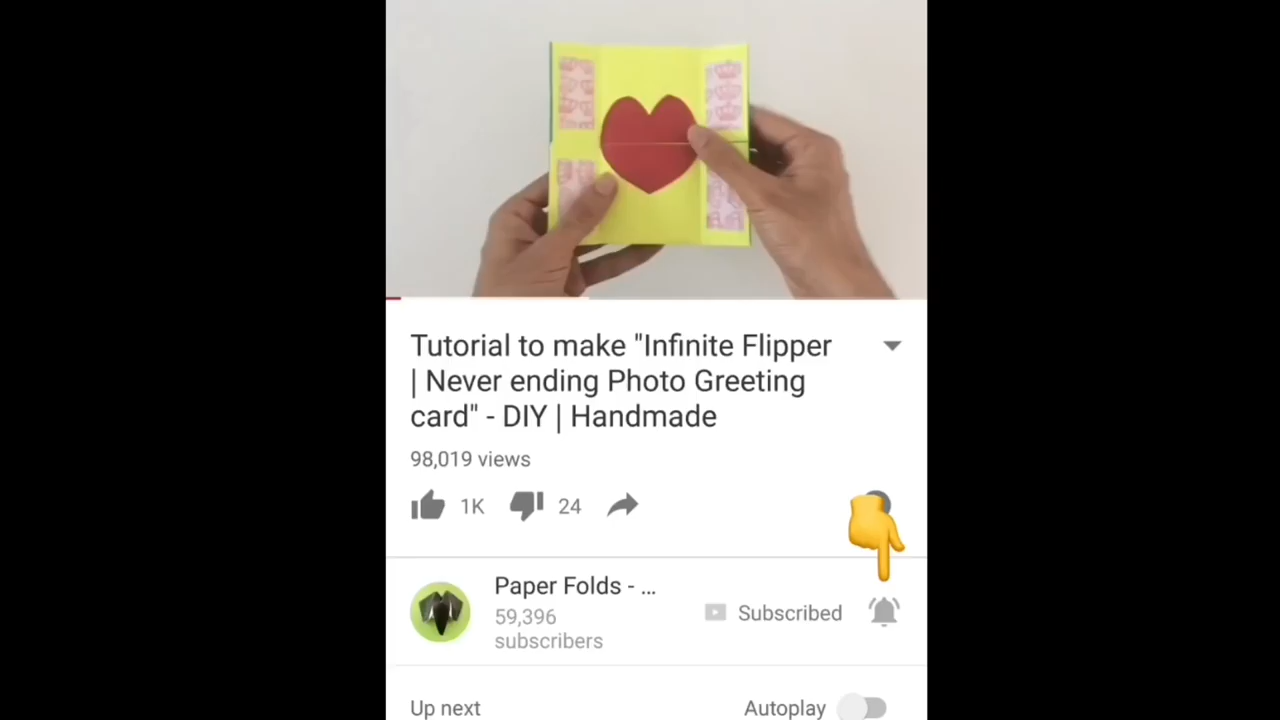 Tutorial to make "Infinite Flipper
| Never ending Photo Greeting
card" - DIY | Handmade
98,019 views
1K
24
Paper Folds - ...
59,396
subscribers
Subscribed
Up next
Autoplay